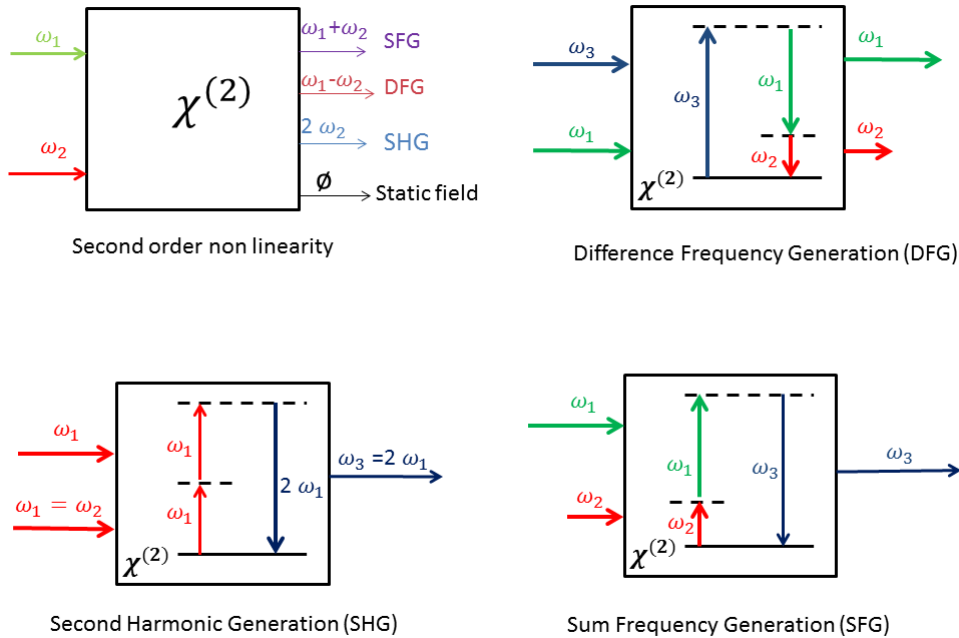 ω₁
ω₂
χ⁽²⁾
ω₁+ω₂ SFG
ω₁-ω₂ DFG
2 ω₂ SHG
ø Static field
Second order non linearity
ω₃
ω₁
ω₃
ω₁
ω₂
χ⁽²⁾
ω₁
ω₂
Difference Frequency Generation (DFG)
ω₁
ω₁ = ω₂
ω₁
ω₁
2 ω₁
χ⁽²⁾
ω₃ =2 ω₁
Second Harmonic Generation (SHG)
ω₁
ω₂
ω₁
ω₂
ω₃
χ⁽²⁾
ω₃
Sum Frequency Generation (SFG)